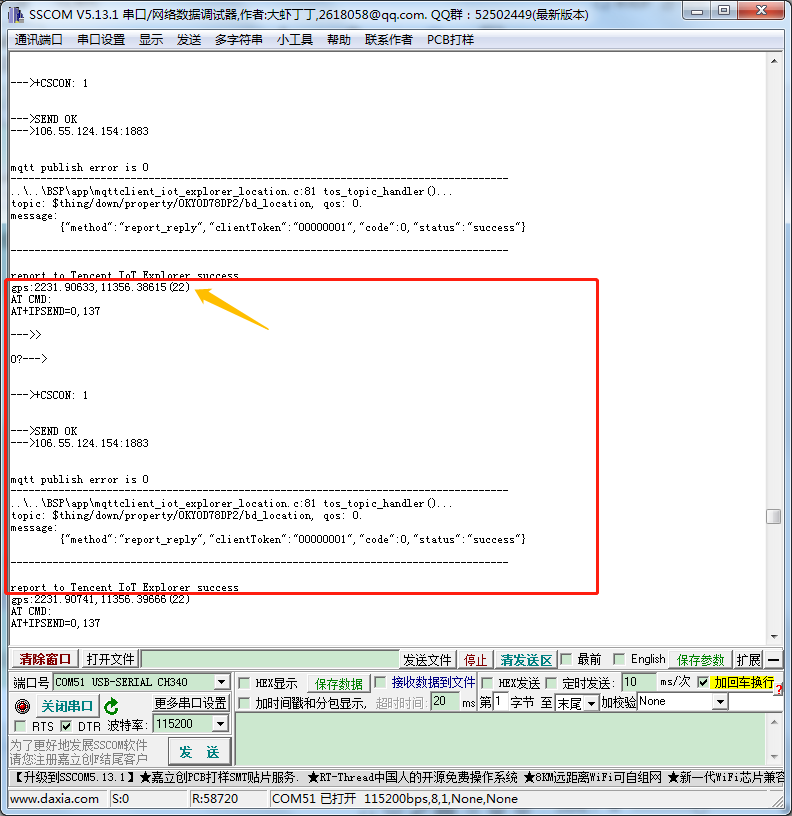 SSCOM V5.13.1 串口/网络数据调试器,作者:大虾丁丁,2618058@qq.com. QQ群：52502449(最新版本)
通讯端口 串口设置 显示 发送 多字符串 小工具 帮助 联系作者 PCB打样
--->+CSCON: 1
--->SEND OK
--->106.55.124.154:1883
mqtt publish error is 0
---------------------------------------------------------------------------------
..\..\BSP\app\mqttclient_iot_explorer_location.c:81 tos_topic_handler()...
topic: $thing/down/property/OKYOD78DP2/bd_location, qos: 0.
message:
{"method":"report_reply","clientToken":"00000001","code":0,"status":"success"}
---------------------------------------------------------------------------------
report to Tencent IoT Explorer success
gps:2231.90633,11356.38615(22)
AT CMD:
AT+IPSEND=0,137
--->>
0?--->
--->+CSCON: 1
--->SEND OK
--->106.55.124.154:1883
mqtt publish error is 0
---------------------------------------------------------------------------------
..\..\BSP\app\mqttclient_iot_explorer_location.c:81 tos_topic_handler()...
topic: $thing/down/property/OKYOD78DP2/bd_location, qos: 0.
message:
{"method":"report_reply","clientToken":"00000001","code":0,"status":"success"}
---------------------------------------------------------------------------------
report to Tencent IoT Explorer success
gps:2231.90741,11356.39666(22)
AT CMD:
AT+IPSEND=0,137
清除窗口 打开文件 发送文件 停止 清发送区 最前 English 保存参数 扩展 —
端口号 COM51 USB-SERIAL CH340 HEX显示 保存数据 接收数据到文件 HEX发送 定时发送: 10 ms/次 加回车换行 ?
关闭串口 更多串口设置 加时间戳和分包显示, 超时时间: 20 ms 第 1 字节 至 末尾 加校验 None
RTS DTR 波特率: 115200
为了更好地发展SSCOM软件
请您注册嘉立创F结尾客户
发 送
【升级到SSCOM5.13.1】★嘉立创PCB打样SMT贴片服务. ★RT-Thread中国人的开源免费操作系统 ★8KM远距离WiFi可自组网 ★新一代WiFi芯片兼容
www.daxia.com S:0 R:58720 COM51 已打开 115200bps,8,1,None,None